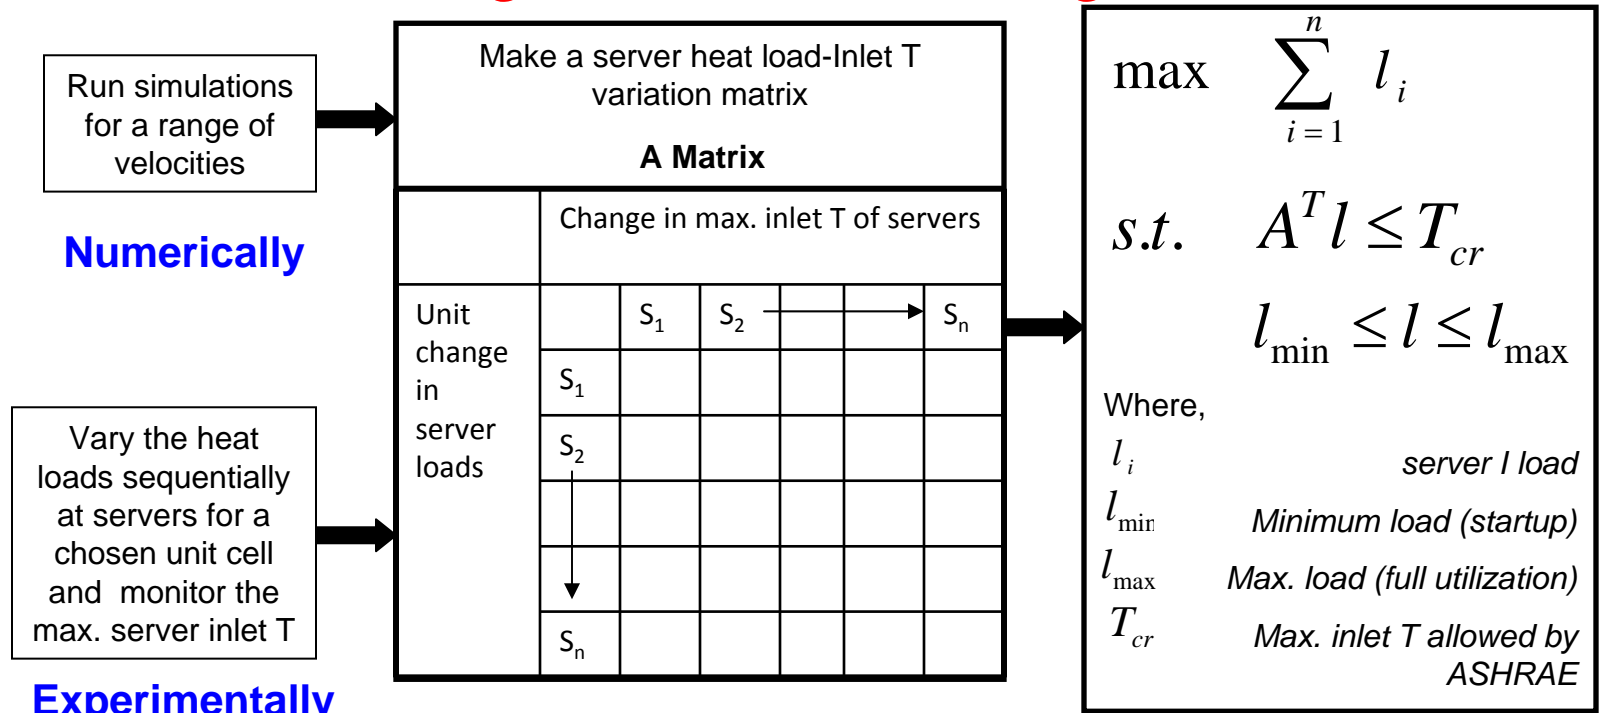 Run simulations
for a range of
velocities
Numerically
Vary the heat
loads sequentially
at servers for a
chosen unit cell
and monitor the
max. server inlet T
Experimentally
Make a server heat load-Inlet T
variation matrix
A Matrix
Change in max. inlet T of servers
Unit
change
in
server
loads
S₁ S₂ Sₙ
S₁
S₂
Sₙ
n
max ∑ lᵢ
i = 1
s.t. Aᵀl ≤ T_cr
l_min ≤ l ≤ l_max
Where,
lᵢ server I load
l_min Minimum load (startup)
l_max Max. load (full utilization)
T_cr Max. inlet T allowed by
ASHRAE